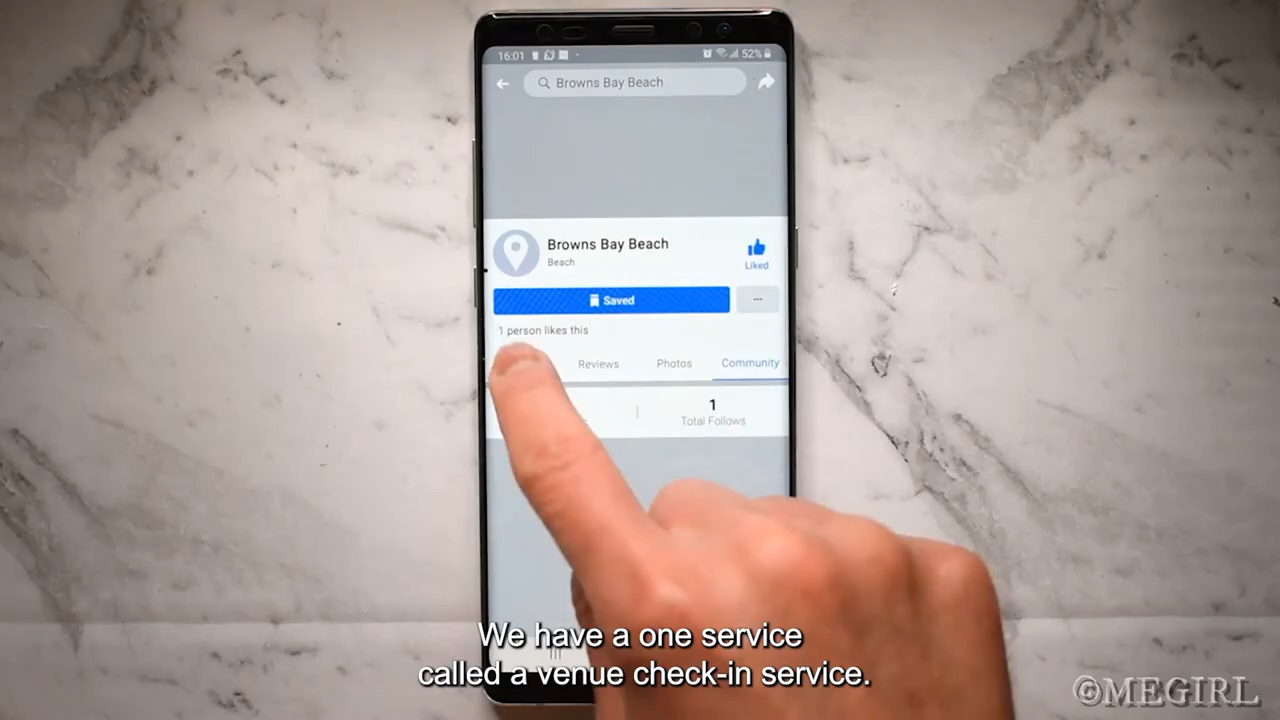 16:01
52%
Browns Bay Beach
Browns Bay Beach
Beach
Liked
Saved
...
1 person likes this
Reviews Photos Community
1
Total Follows
We have a one service
called a venue check-in service.
©MEGIRL